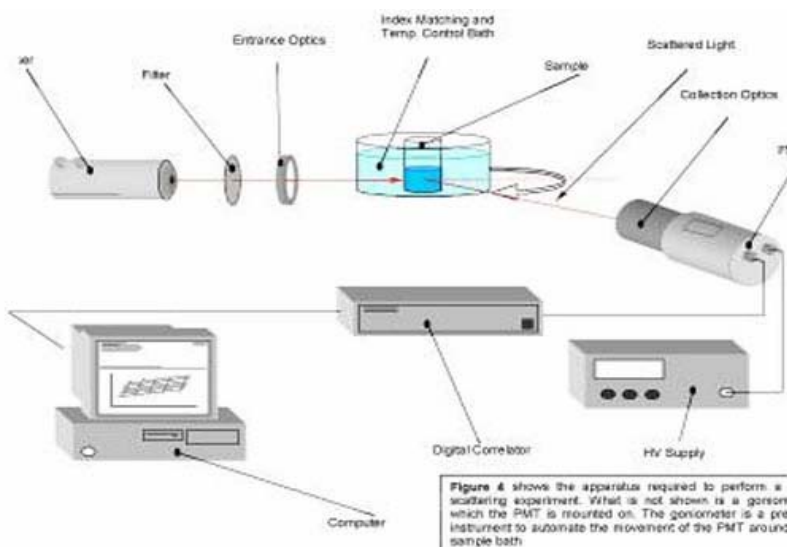 Index Matching and
Temp. Control Bath
Entrance Optics
Scattered Light
Sample
Filter
Collection Optics
Digital Correlator
HV Supply
Computer
Figure 4 shows the apparatus required to perform a
scattering experiment. What is not shown is a
which the PMT is mounted on. The goniometer is a
instrument to automate the movement of the PMT around
sample bath